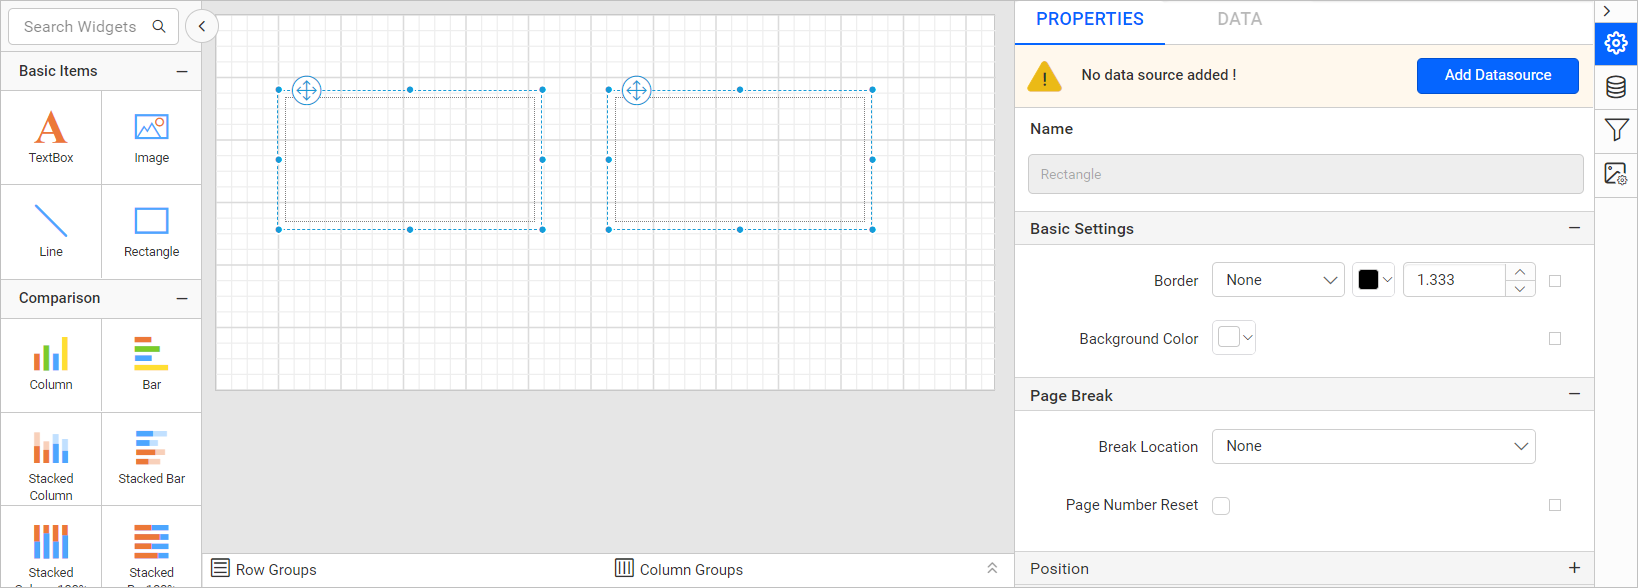 Search Widgets
Basic Items
TextBox
Image
Line
Rectangle
Comparison
Column
Bar
Stacked
Column
Stacked Bar
Stacked
Stacked
Row Groups
Column Groups
PROPERTIES
DATA
No data source added !
Add Datasource
Name
Rectangle
Basic Settings
Border
None
1.333
Background Color
Page Break
Break Location
None
Page Number Reset
Position